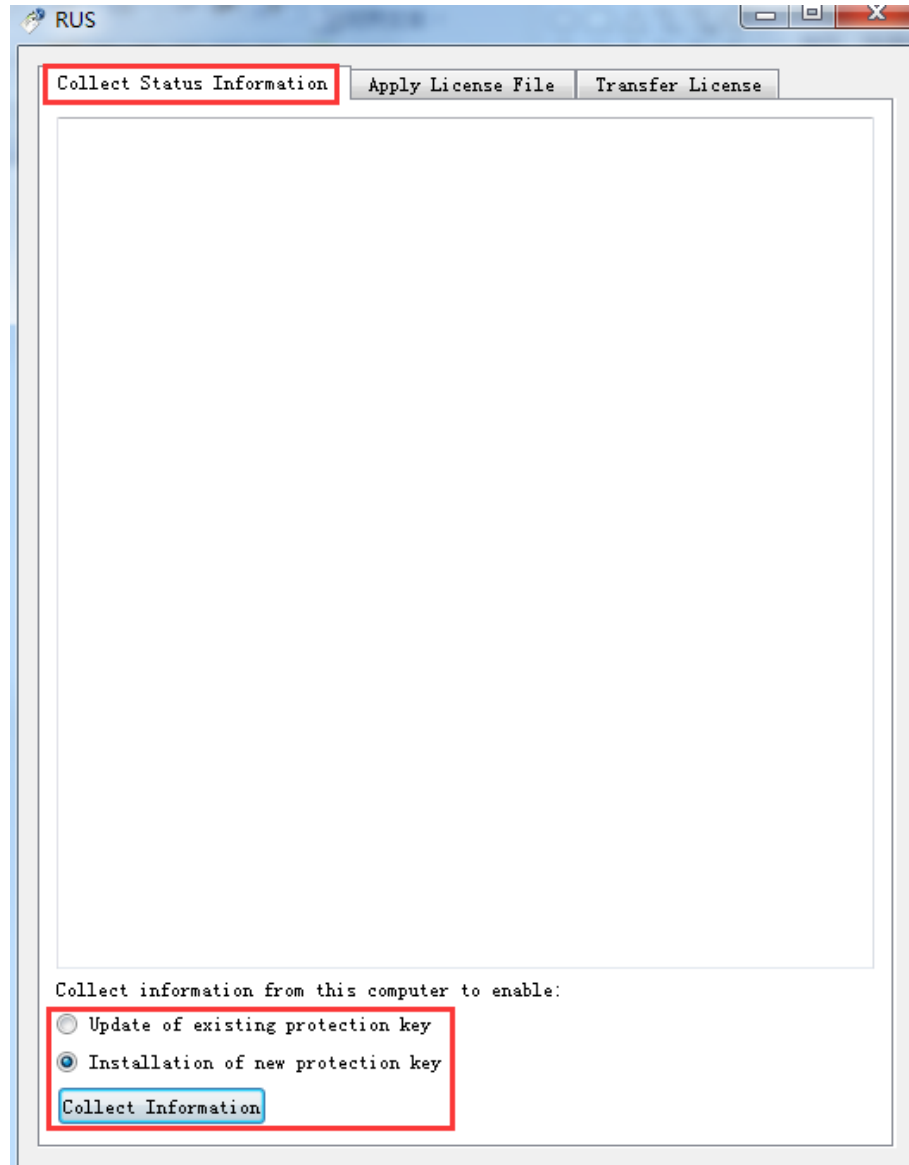 RUS
Collect Status Information
Apply License File
Transfer License
Collect information from this computer to enable:
Update of existing protection key
Installation of new protection key
Collect Information